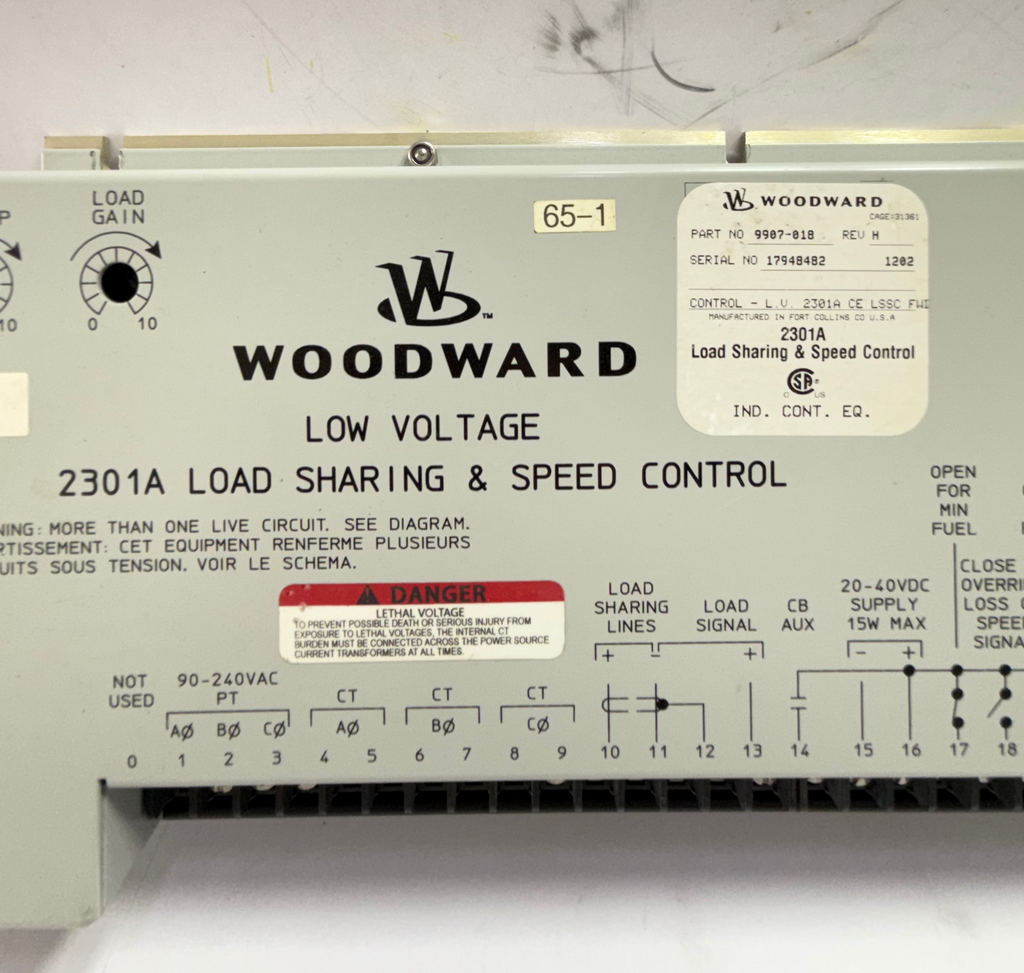 LOAD
GAIN
0 10
10
P
65-1
WOODWARD
CAGE:31361
PART NO 9907-018 REV H
SERIAL NO 17948482 1202
CONTROL - L.V. 2301A CE LSSC FWD
MANUFACTURED IN FORT COLLINS CO U.S.A
2301A
Load Sharing & Speed Control
CSA®
C US
IND. CONT. EQ.
W™
WOODWARD
LOW VOLTAGE
2301A LOAD SHARING & SPEED CONTROL
NING: MORE THAN ONE LIVE CIRCUIT. SEE DIAGRAM.
RTISSEMENT: CET EQUIPMENT RENFERME PLUSIEURS
UITS SOUS TENSION. VOIR LE SCHEMA.
DANGER
LETHAL VOLTAGE
TO PREVENT POSSIBLE DEATH OR SERIOUS INJURY FROM
EXPOSURE TO LETHAL VOLTAGES, THE INTERNAL CT
BURDEN MUST BE CONNECTED ACROSS THE POWER SOURCE
CURRENT TRANSFORMERS AT ALL TIMES.
OPEN
FOR
MIN
FUEL
CLOSE
OVERRI
LOSS O
SPEE
SIGNA
LOAD
SHARING
LINES
+ -
LOAD
SIGNAL
+
CB
AUX
20-40VDC
SUPPLY
15W MAX
- +
NOT
USED
90-240VAC
PT
AØ BØ CØ
CT
AØ
CT
BØ
CT
CØ
0 1 2 3 4 5 6 7 8 9 10 11 12 13 14 15 16 17 18